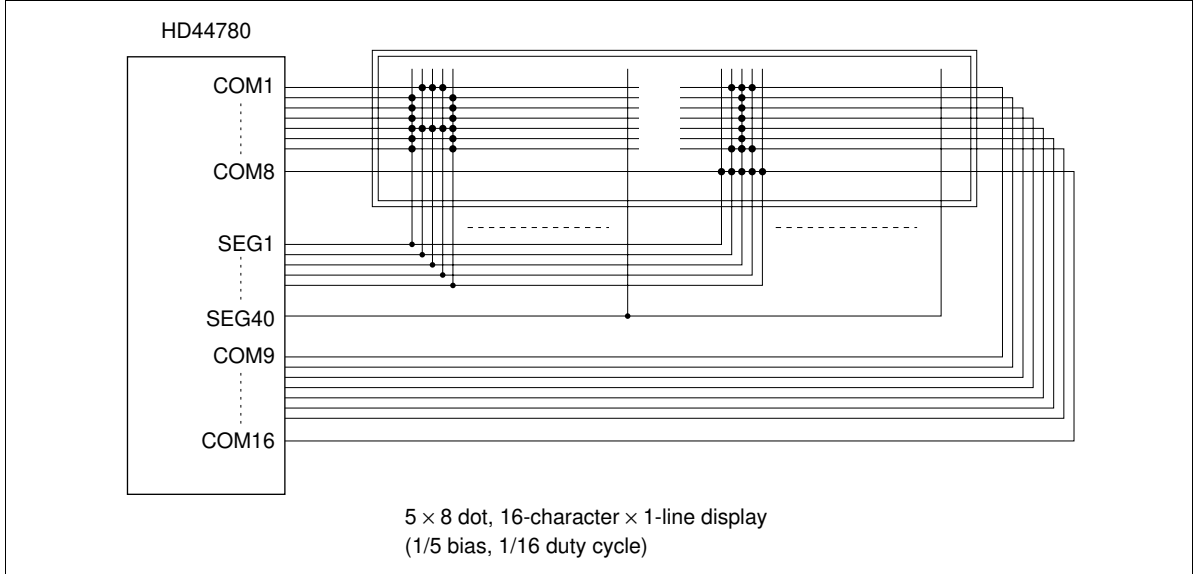 HD44780
COM1
COM8
SEG1
SEG40
COM9
COM16
5 × 8 dot, 16-character × 1-line display
(1/5 bias, 1/16 duty cycle)